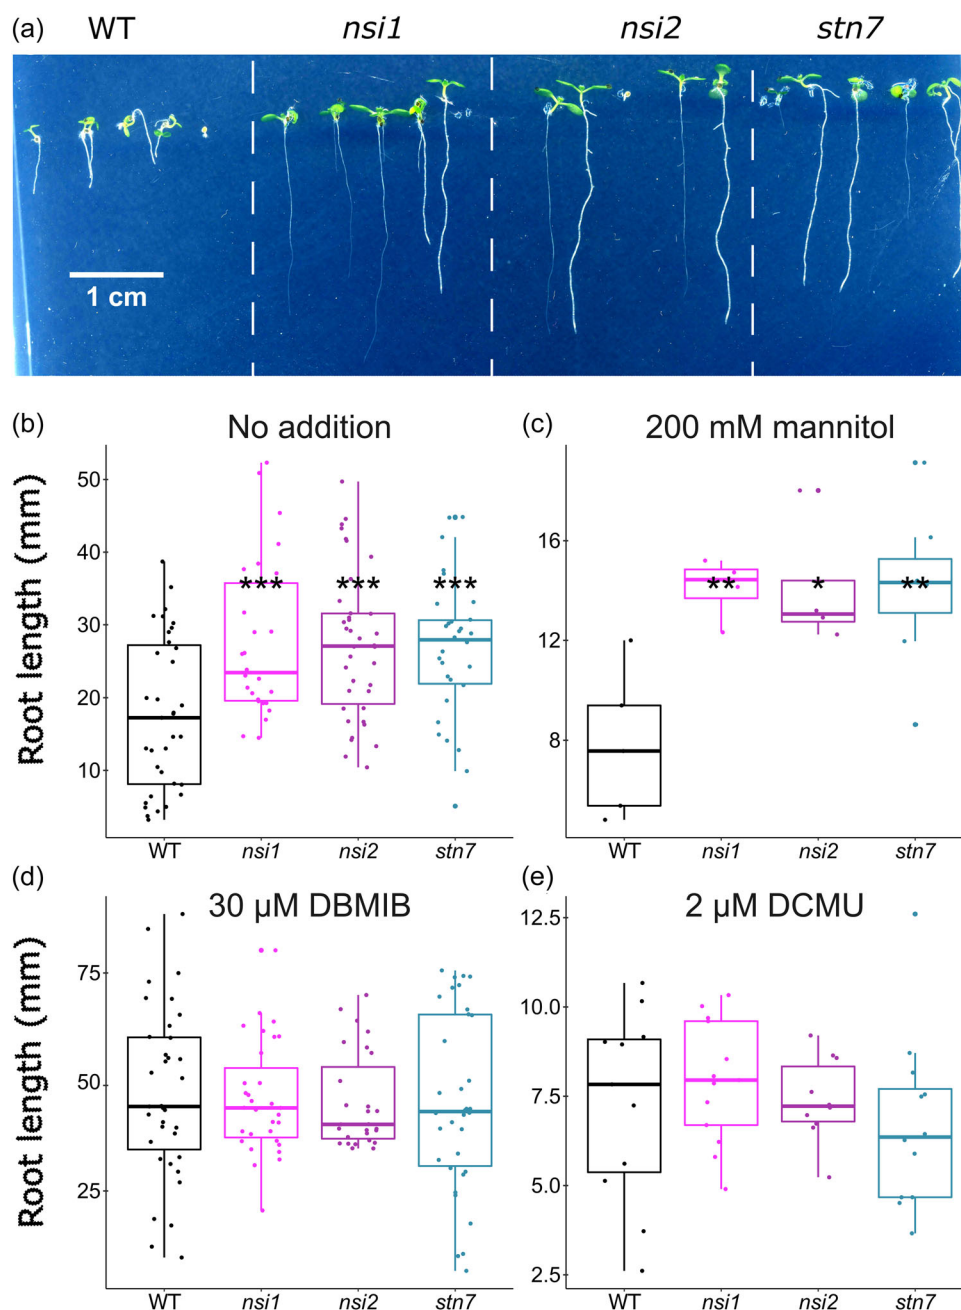 (a) WT nsi1 nsi2 stn7
1 cm
(b) No addition
Root length (mm)
50
40
30
20
10
*** *** ***
WT nsi1 nsi2 stn7
(c) 200 mM mannitol
16
12
8
** * **
WT nsi1 nsi2 stn7
(d) 30 µM DBMIB
Root length (mm)
75
50
25
WT nsi1 nsi2 stn7
(e) 2 µM DCMU
12.5
10.0
7.5
5.0
2.5
WT nsi1 nsi2 stn7